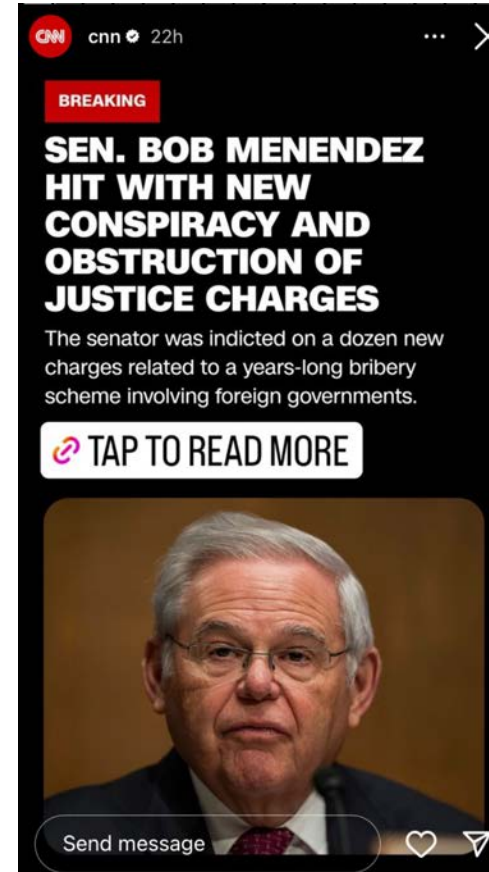 CNN cnn 22h
BREAKING
SEN. BOB MENENDEZ
HIT WITH NEW
CONSPIRACY AND
OBSTRUCTION OF
JUSTICE CHARGES
The senator was indicted on a dozen new
charges related to a years-long bribery
scheme involving foreign governments.
TAP TO READ MORE
Send message